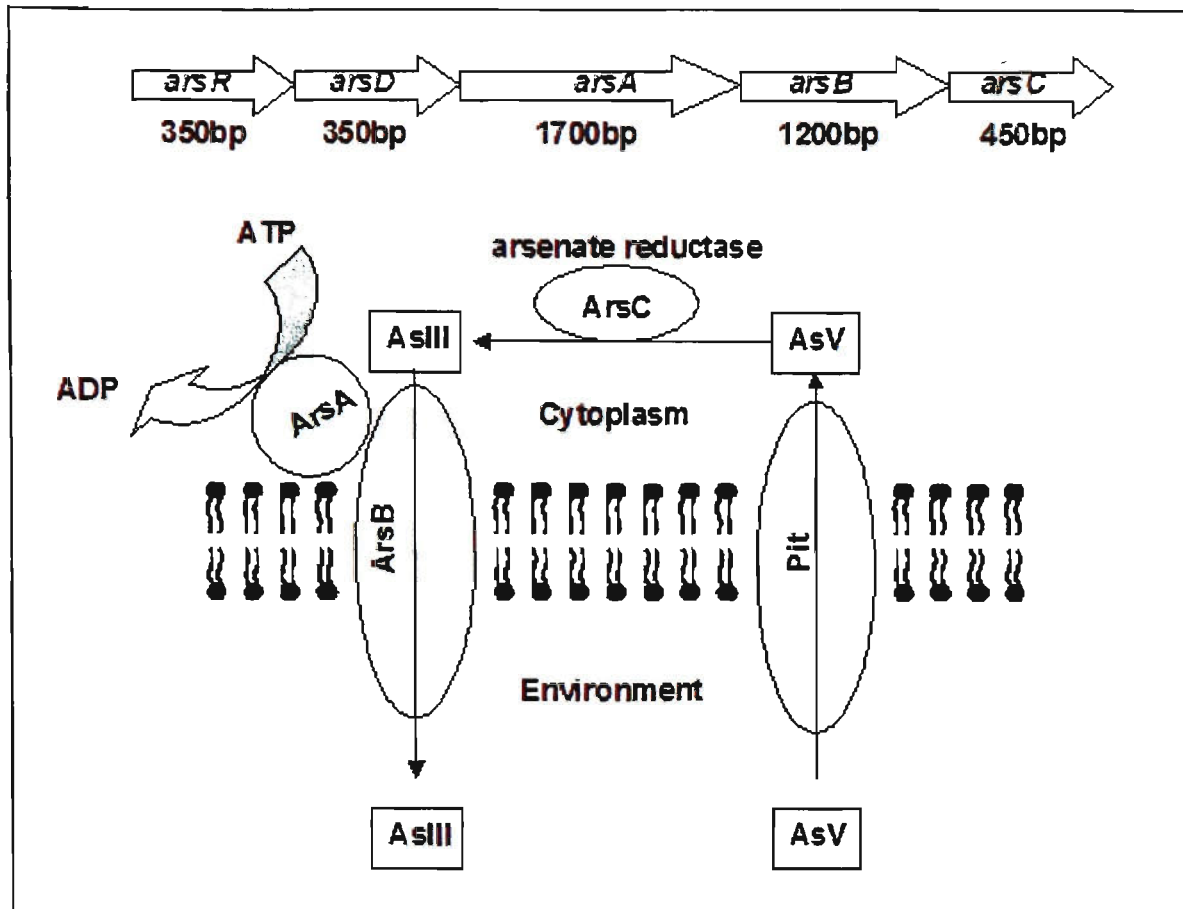 arsR arsD arsA arsB arsC
350bp 350bp 1700bp 1200bp 450bp
ATP
arsenate reductase
ArsC
AsIII
AsV
ADP
ArsA
Cytoplasm
ArsB
Pit
Environment
AsIII
AsV